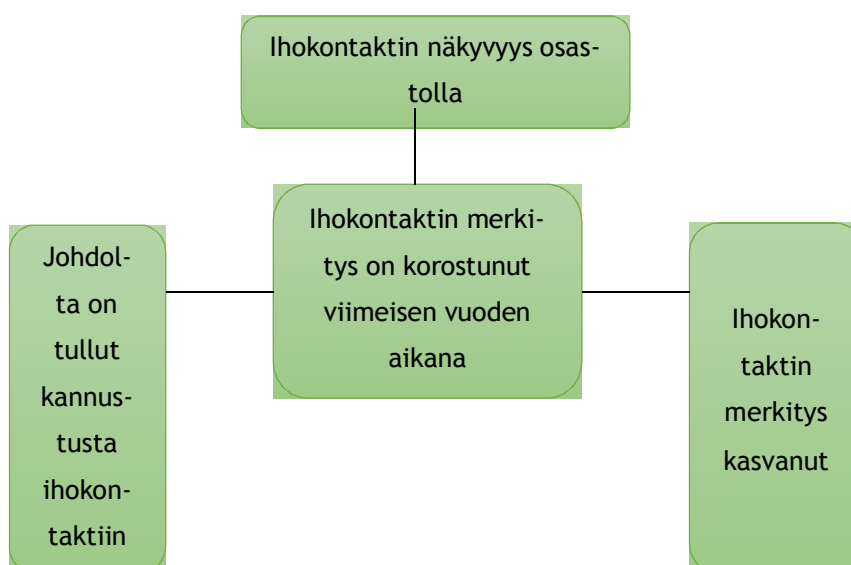 Ihokontaktin näkyvyys osas-
tolla
Ihokontaktin merki-
tys on korostunut
viimeisen vuoden
aikana
Johdol-
ta on
tullut
kannus-
tusta
ihokon-
taktiin
Ihokon-
taktin
merkitys
kasvanut